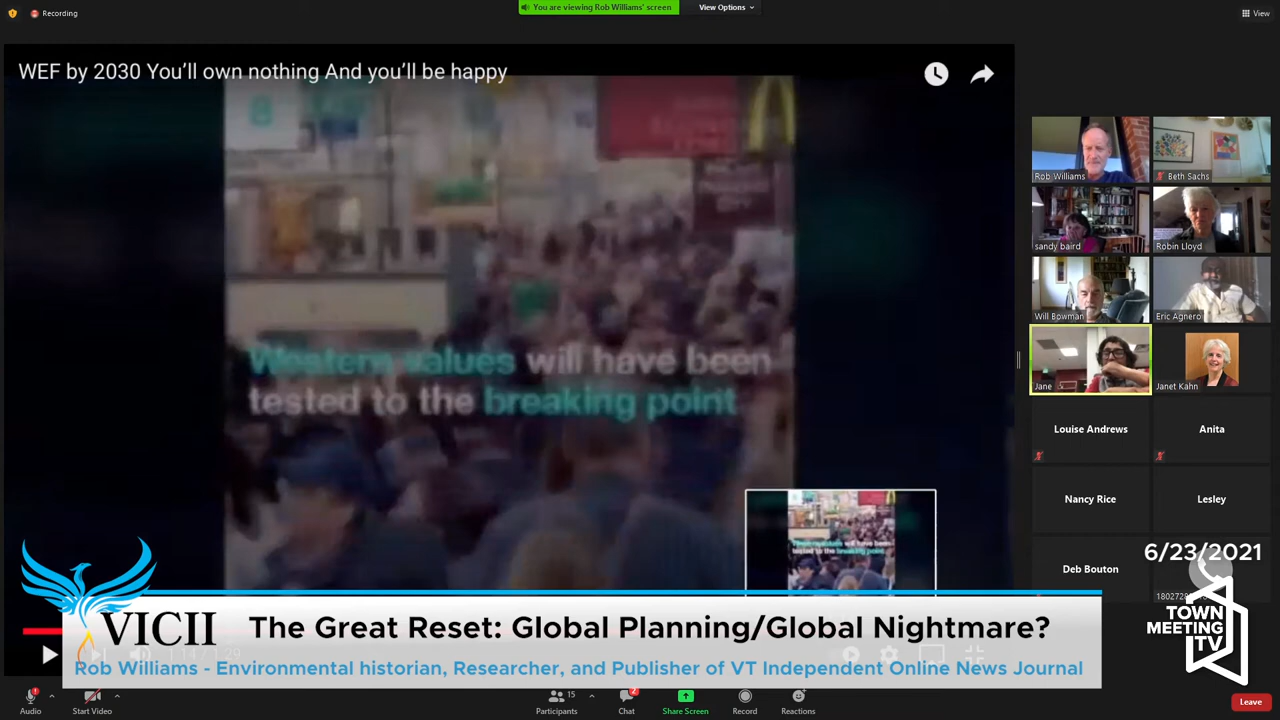 Recording
You are viewing Rob Williams' screen
View Options
View
WEF by 2030 You'll own nothing And you'll be happy
Western values will have been
tested to the breaking point
Rob Williams
Beth Sachs
sandy baird
Robin Lloyd
Will Bowman
Eric Agnero
Jane
Janet Kahn
Louise Andrews
Anita
Nancy Rice
Lesley
Deb Bouton
6/23/2021
VICII
The Great Reset: Global Planning/Global Nightmare?
Rob Williams - Environmental historian, Researcher, and Publisher of VT Independent Online News Journal
TOWN
MEETING
TV
Audio
Start Video
Participants
15
Chat
2
Share Screen
Record
Reactions
Leave